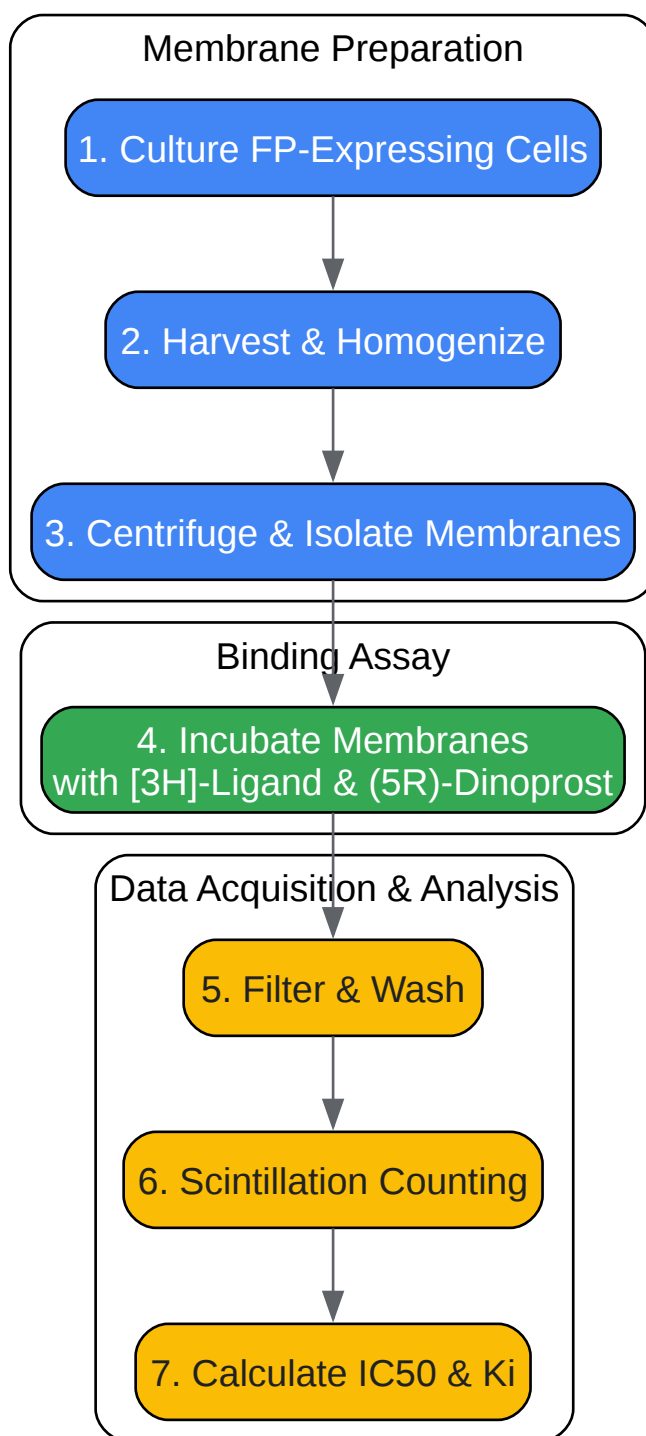 Membrane Preparation
1. Culture FP-Expressing Cells
2. Harvest & Homogenize
3. Centrifuge & Isolate Membranes
Binding Assay
4. Incubate Membranes
with [3H]-Ligand & (5R)-Dinoprost
Data Acquisition & Analysis
5. Filter & Wash
6. Scintillation Counting
7. Calculate IC50 & Ki